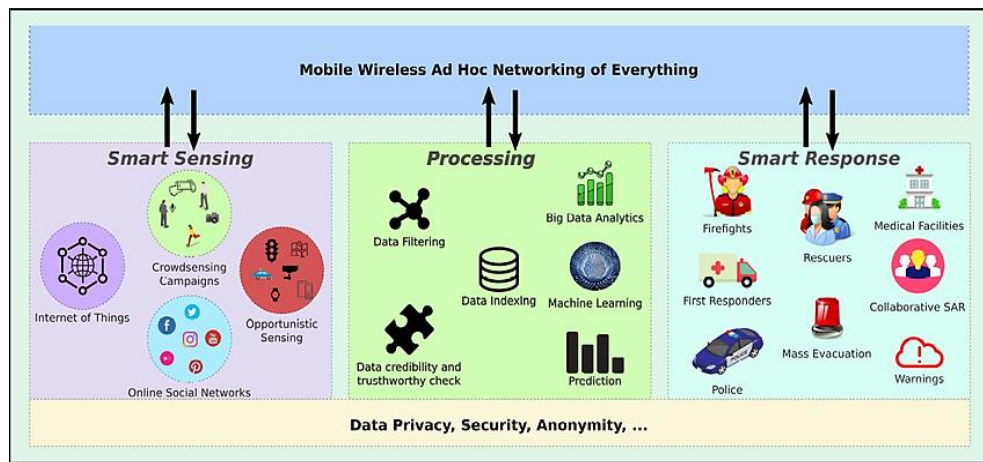 Mobile Wireless Ad Hoc Networking of Everything
Smart Sensing
Crowdsensing
Campaigns
Internet of Things
Opportunistic
Sensing
Online Social Networks
Processing
Data Filtering
Big Data Analytics
Data Indexing
Machine Learning
Data credibility and
trustworthy check
Prediction
Smart Response
Firefights
Rescuers
Medical Facilities
First Responders
Collaborative SAR
Mass Evacuation
Police
Warnings
Data Privacy, Security, Anonymity, ...